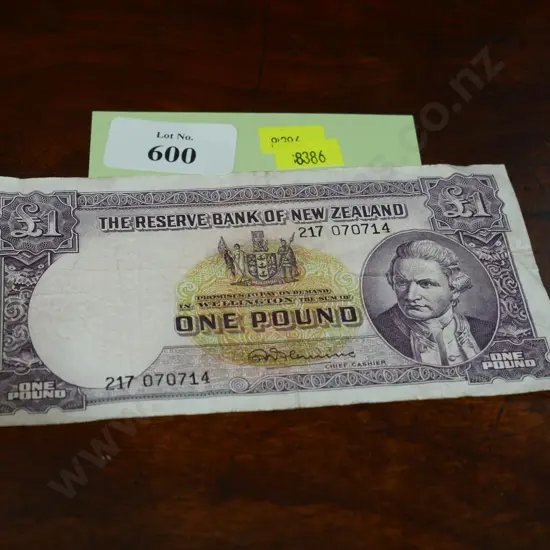 Lot No.
600
8386
£1
£1
THE RESERVE BANK OF NEW ZEALAND
217 070714
PROMISES TO PAY ON DEMAND
IN WELLINGTON THE SUM OF
ONE POUND
217 070714
CHIEF CASHIER
ONE
POUND
ONE
POUND